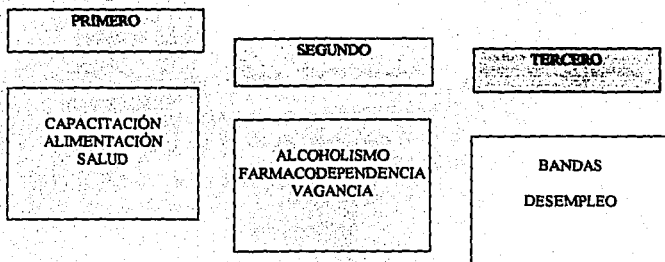 PRIMERO
CAPACITACIÓN
ALIMENTACIÓN
SALUD
SEGUNDO
ALCOHOLISMO
FARMACODEPENDENCIA
VAGANCIA
TERCERO
BANDAS
DESEMPLEO